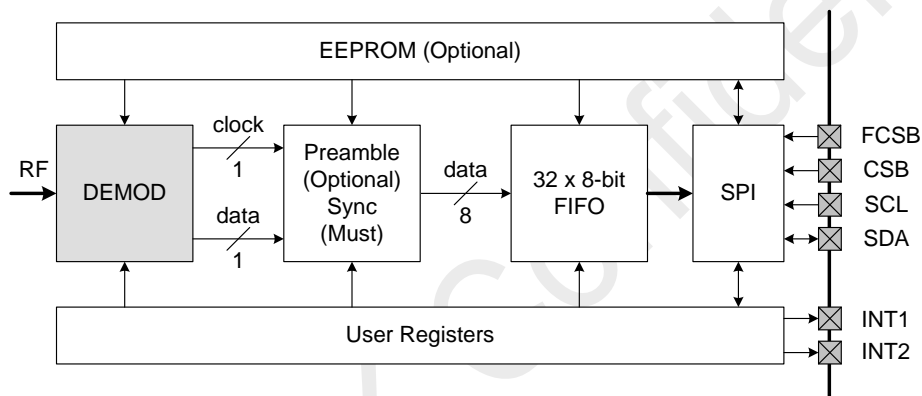 EEPROM (Optional)
RF
DEMOD
clock
1
data
1
Preamble
(Optional)
Sync
(Must)
data
8
32 x 8-bit
FIFO
SPI
FCSB
CSB
SCL
SDA
User Registers
INT1
INT2
Confiden